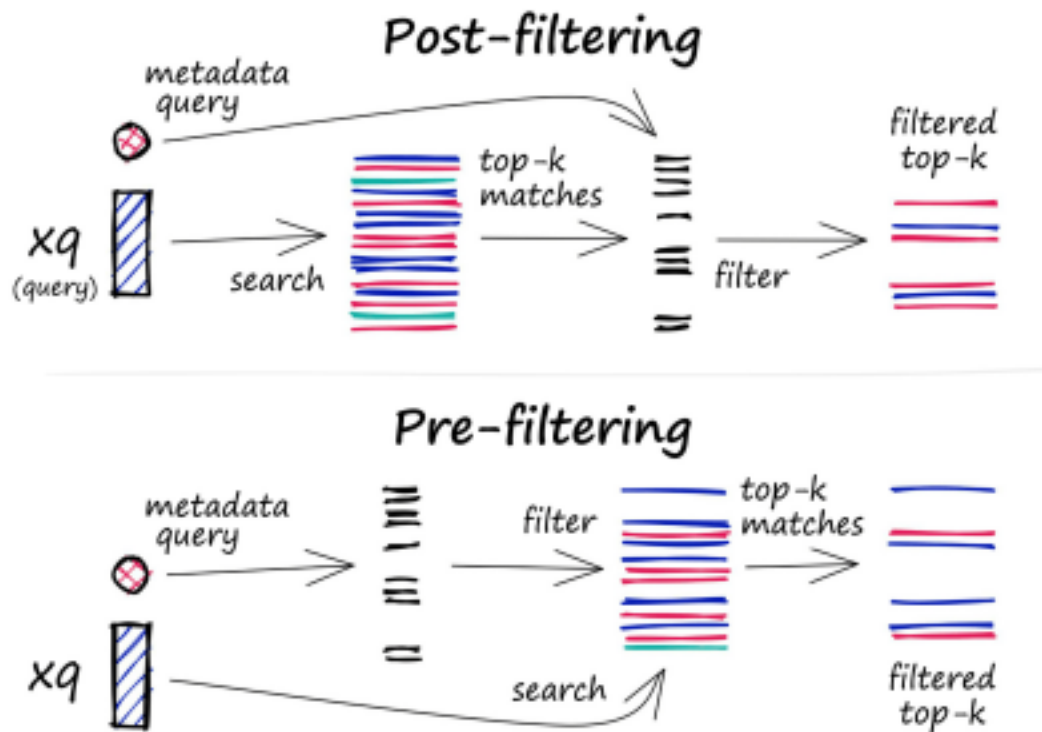 Post-filtering
metadata
query
filtered
top-k
top-k
matches
xq
(query)
search
filter
Pre-filtering
metadata
query
filter
top-k
matches
xq
search
filtered
top-k